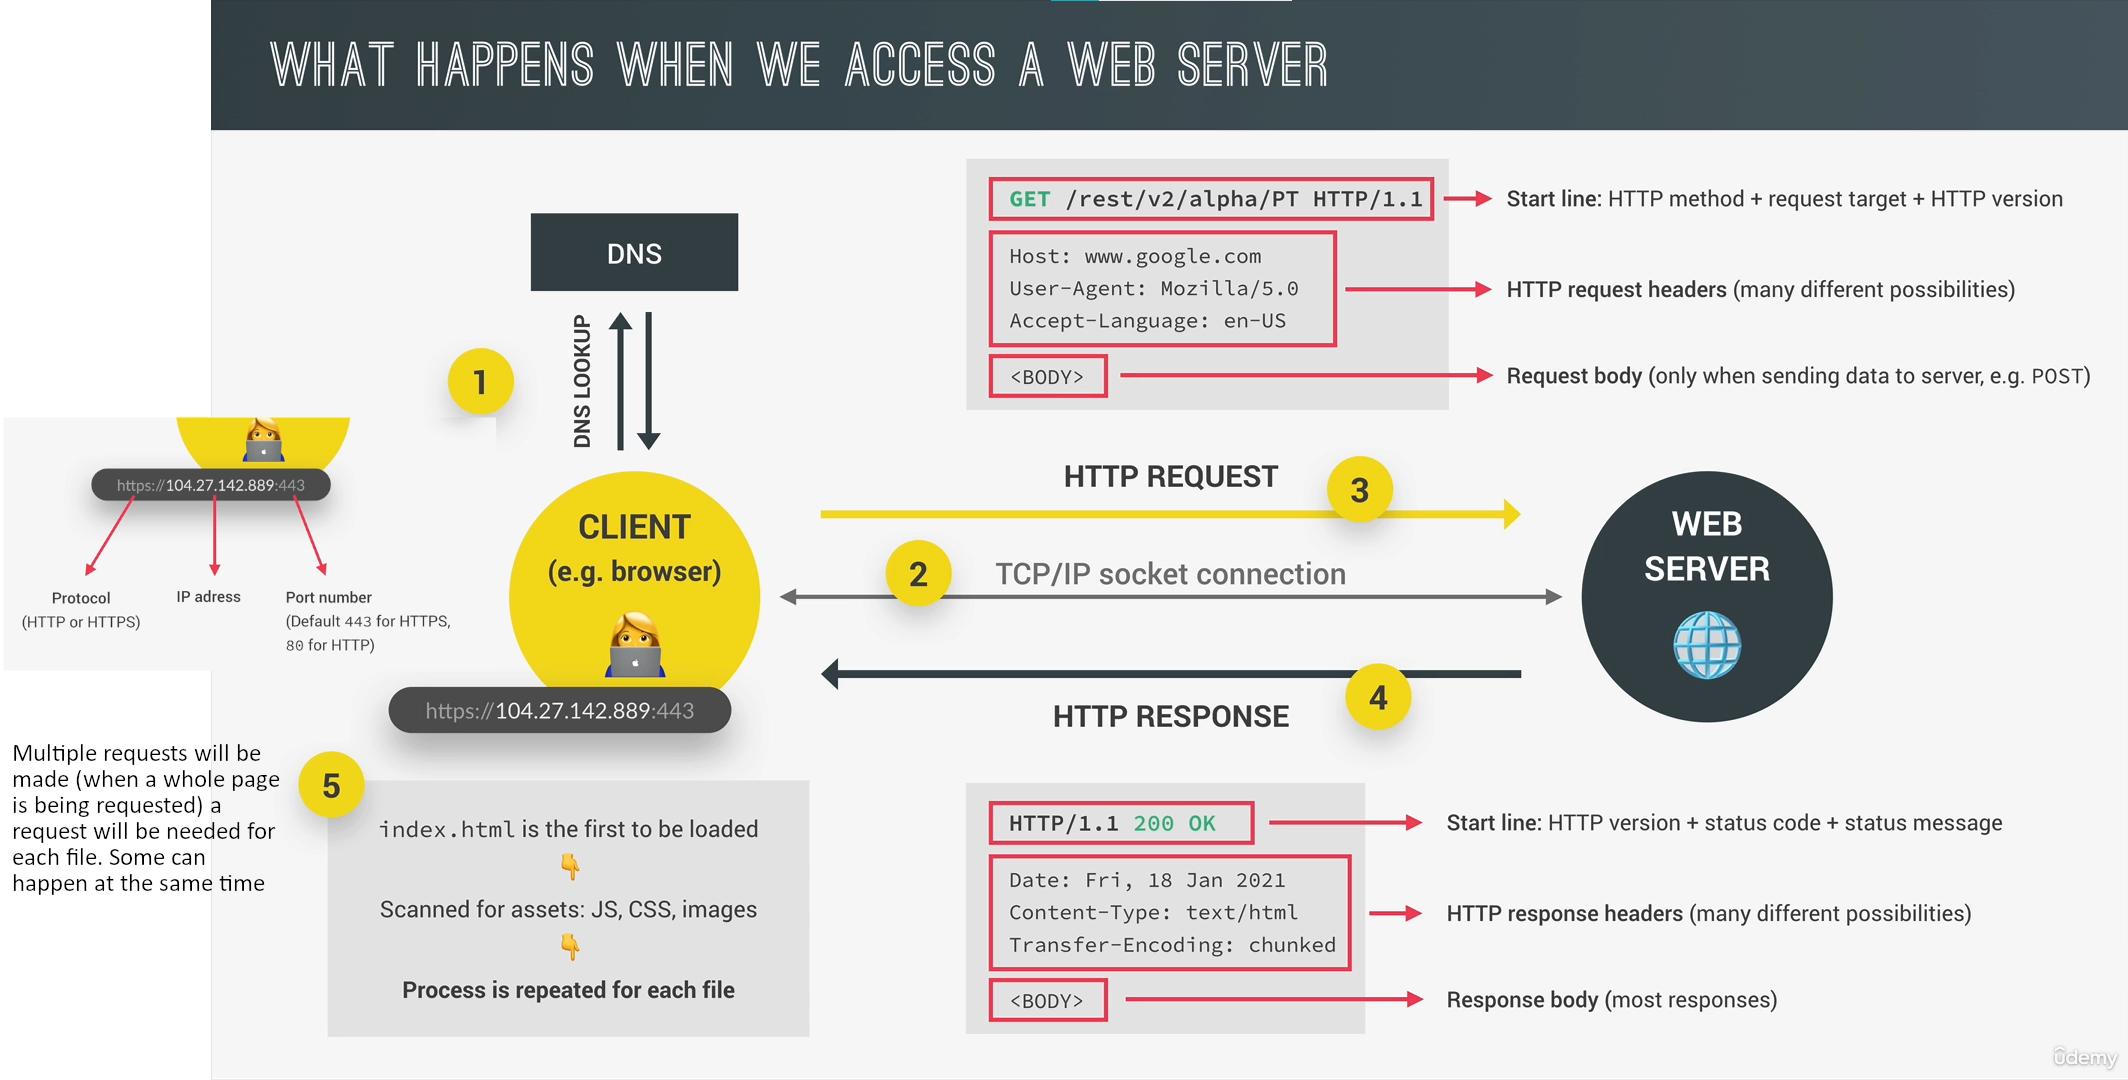 WHAT HAPPENS WHEN WE ACCESS A WEB SERVER
DNS
DNS LOOKUP
1
GET /rest/v2/alpha/PT HTTP/1.1
Start line: HTTP method + request target + HTTP version
Host: www.google.com
User-Agent: Mozilla/5.0
Accept-Language: en-US
HTTP request headers (many different possibilities)
<BODY>
Request body (only when sending data to server, e.g. POST)
https://104.27.142.889:443
Protocol
(HTTP or HTTPS)
IP adress
Port number
(Default 443 for HTTPS,
80 for HTTP)
CLIENT
(e.g. browser)
https://104.27.142.889:443
HTTP REQUEST
3
2
TCP/IP socket connection
4
HTTP RESPONSE
WEB
SERVER
Multiple requests will be
made (when a whole page
is being requested) a
request will be needed for
each file. Some can
happen at the same time
5
index.html is the first to be loaded
Scanned for assets: JS, CSS, images
Process is repeated for each file
HTTP/1.1 200 OK
Start line: HTTP version + status code + status message
Date: Fri, 18 Jan 2021
Content-Type: text/html
Transfer-Encoding: chunked
HTTP response headers (many different possibilities)
<BODY>
Response body (most responses)
ûdemy